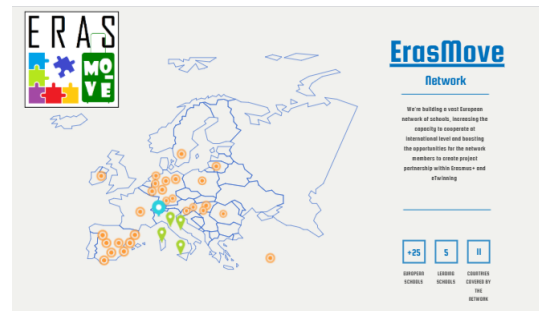 ERAS
MO-
VE
ErasMove
Network
We're building a vast European
network of schools, increasing the
capacity to cooperate at
international level and boosting
the opportunities for the network
members to create project
partnership within Erasmus+ and
eTwinning
+25
5
11
EUROPEAN
SCHOOLS
LEADING
SCHOOLS
COUNTRIES
COVERED BY
THE
NETWORK